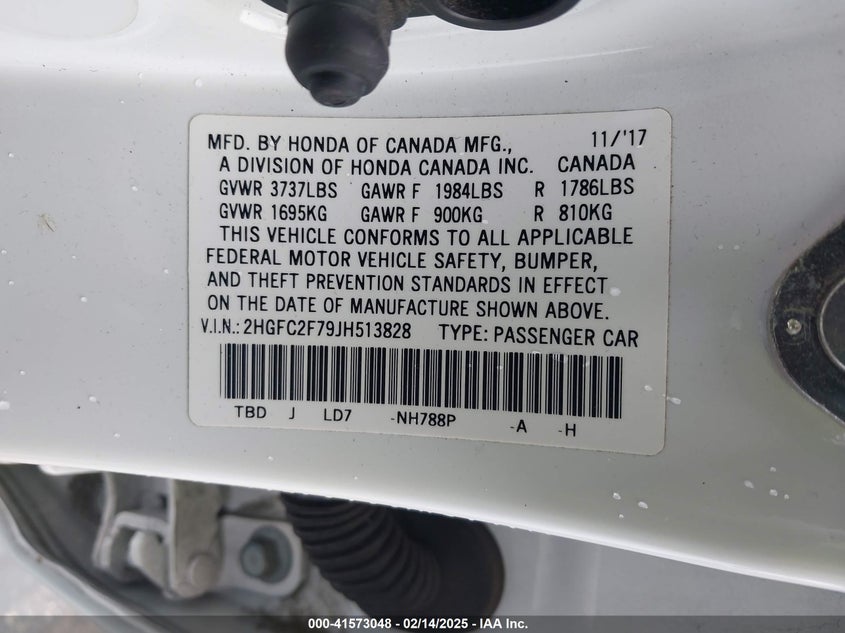 MFD. BY HONDA OF CANADA MFG., 11/'17
A DIVISION OF HONDA CANADA INC. CANADA
GVWR 3737LBS GAWR F 1984LBS R 1786LBS
GVWR 1695KG GAWR F 900KG R 810KG
THIS VEHICLE CONFORMS TO ALL APPLICABLE
FEDERAL MOTOR VEHICLE SAFETY, BUMPER,
AND THEFT PREVENTION STANDARDS IN EFFECT
ON THE DATE OF MANUFACTURE SHOWN ABOVE.
V.I.N.: 2HGFC2F79JH513828 TYPE: PASSENGER CAR
TBD J LD7 -NH788P -A -H
000-41573048 - 02/14/2025 - IAA Inc.